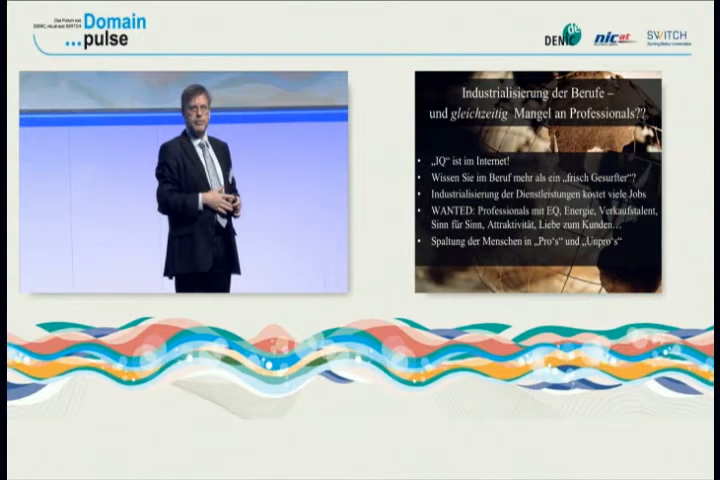 Das Forum von
DENIC, nic.at und SWITCH
Domain
...pulse
DENIC
de
nic.at
SWITCH
Industrialisierung der Berufe –
und gleichzeitig Mangel an Professionals??
• „IQ“ ist im Internet!
• Wissen Sie im Beruf mehr als ein „frisch Gesurfter“?
• Industrialisierung der Dienstleistungen kostet viele Jobs
• WANTED: Professionals mit EQ, Energie, Verkaufstalent,
Sinn für Sinn, Attraktivität, Liebe zum Kunden…
• Spaltung der Menschen in „Pro‘s“ und „Unpro‘s“